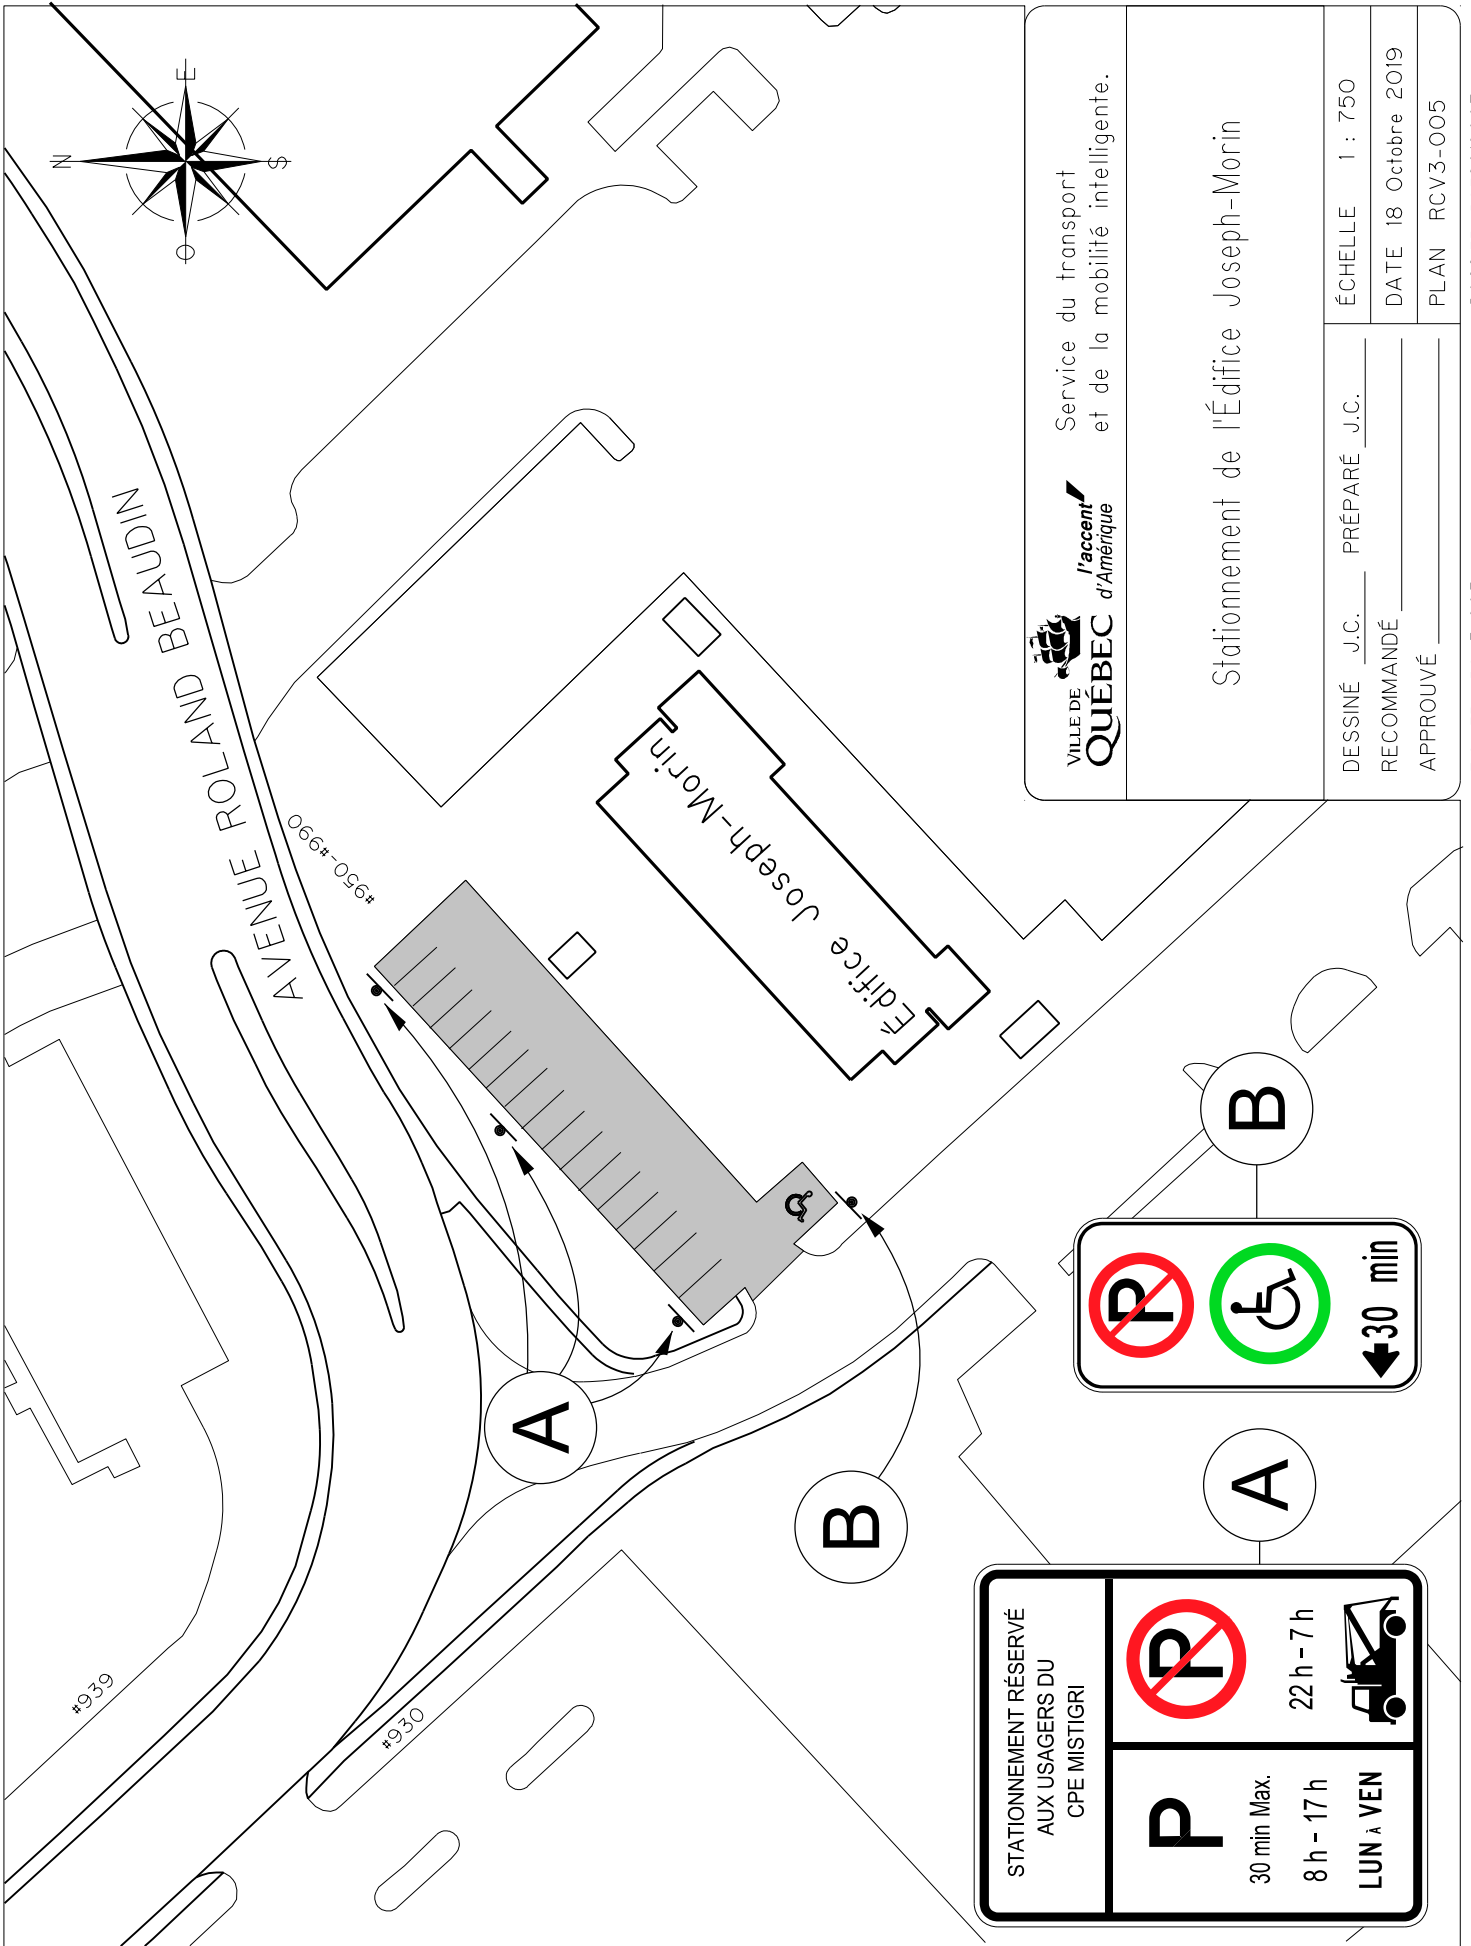 N
E
S
O
AVENUE ROLAND BEAUDIN
#950-#990
#939
#930
Édifice Joseph-Morin
A
B
STATIONNEMENT RÉSERVÉ
AUX USAGERS DU
CPE MISTIGRI
P
30 min Max.
8 h - 17 h
LUN À VEN
P
22 h - 7 h
A
P
30 min
B
VILLE DE
QUÉBEC
l'accent
d'Amérique
Service du transport
et de la mobilité intelligente.
Stationnement de l'Édifice Joseph-Morin
DESSINÉ J.C. PRÉPARÉ J.C.
RECOMMANDÉ
APPROUVÉ
ÉCHELLE 1 : 750
DATE 18 Octobre 2019
PLAN RCV3-005